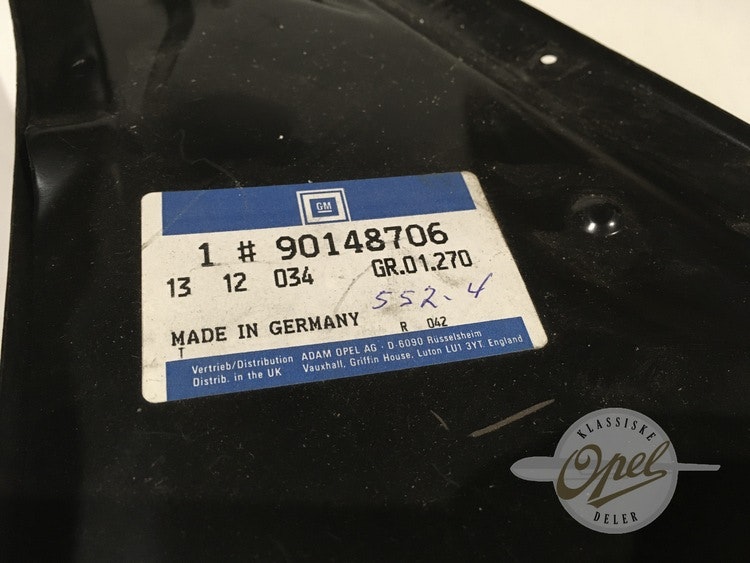 GM
1 # 90148706
13 12 034 GR.01.270
552-4
MADE IN GERMANY R 042
T
Vertrieb/Distribution ADAM OPEL AG · D-6090 Rüsselsheim
Distrib. in the UK Vauxhall, Griffin House, Luton LU1 3YT. England
KLASSISKE
Opel
DELER